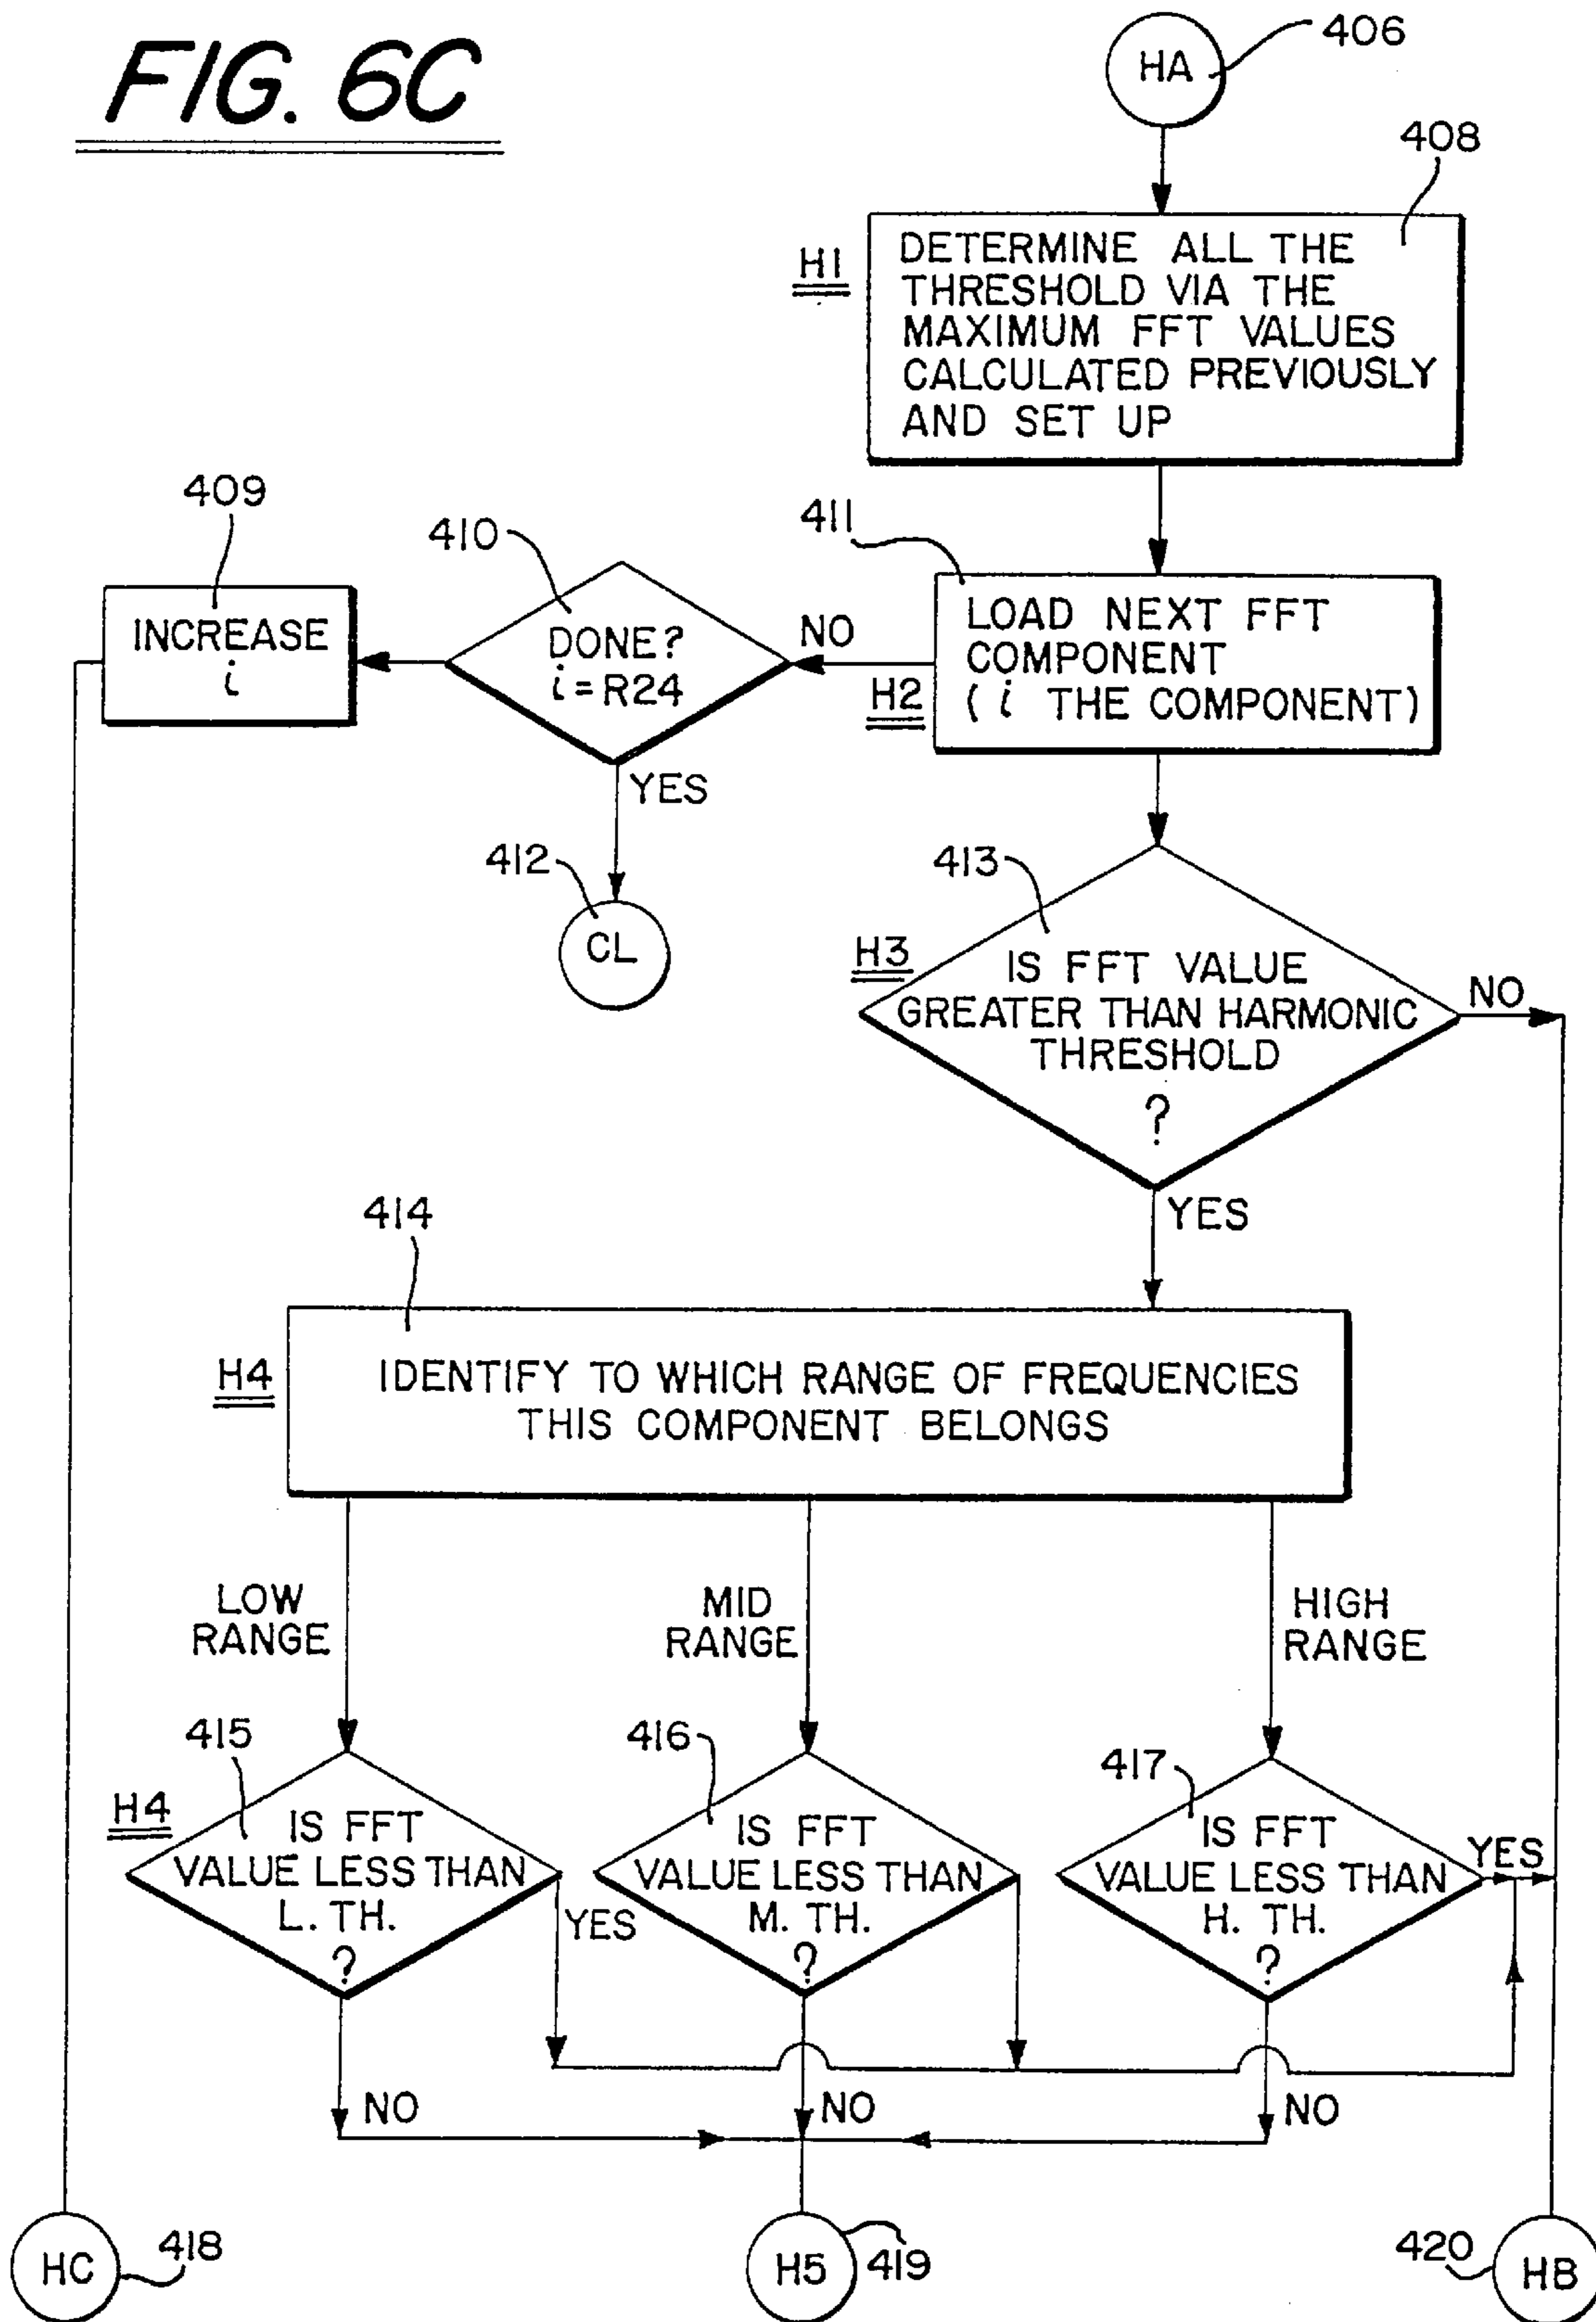 FIG. 6C
HA
406
408
H1
DETERMINE ALL THE
THRESHOLD VIA THE
MAXIMUM FFT VALUES
CALCULATED PREVIOUSLY
AND SET UP
409
410
411
INCREASE
i
DONE?
i = R24
NO
H2
LOAD NEXT FFT
COMPONENT
( i THE COMPONENT)
YES
412
CL
413
H3
IS FFT VALUE
GREATER THAN HARMONIC
THRESHOLD
?
NO
YES
414
H4
IDENTIFY TO WHICH RANGE OF FREQUENCIES
THIS COMPONENT BELONGS
LOW
RANGE
MID
RANGE
HIGH
RANGE
415
H4
IS FFT
VALUE LESS THAN
L. TH.
?
YES
416
IS FFT
VALUE LESS THAN
M. TH.
?
417
IS FFT
VALUE LESS THAN
H. TH.
?
YES
NO
NO
NO
HC
418
H5
419
420
HB